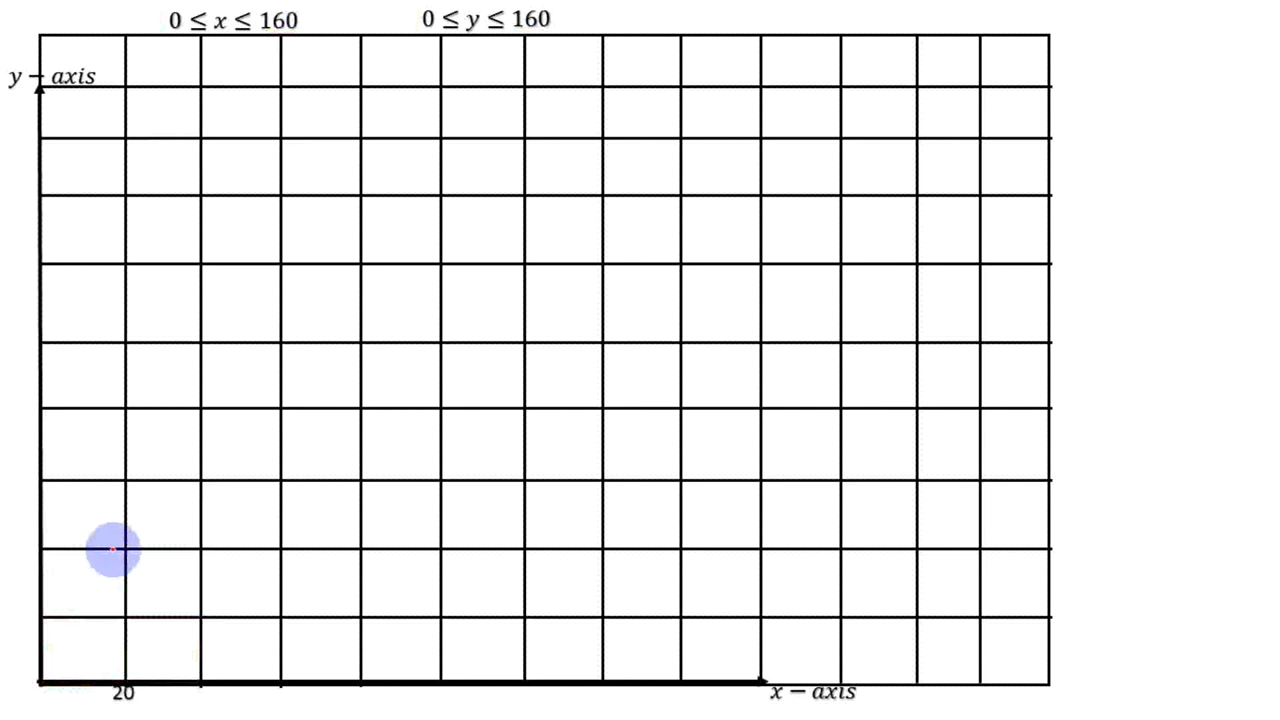 0 ≤ x ≤ 160
0 ≤ y ≤ 160
y − axis
20
x − axis